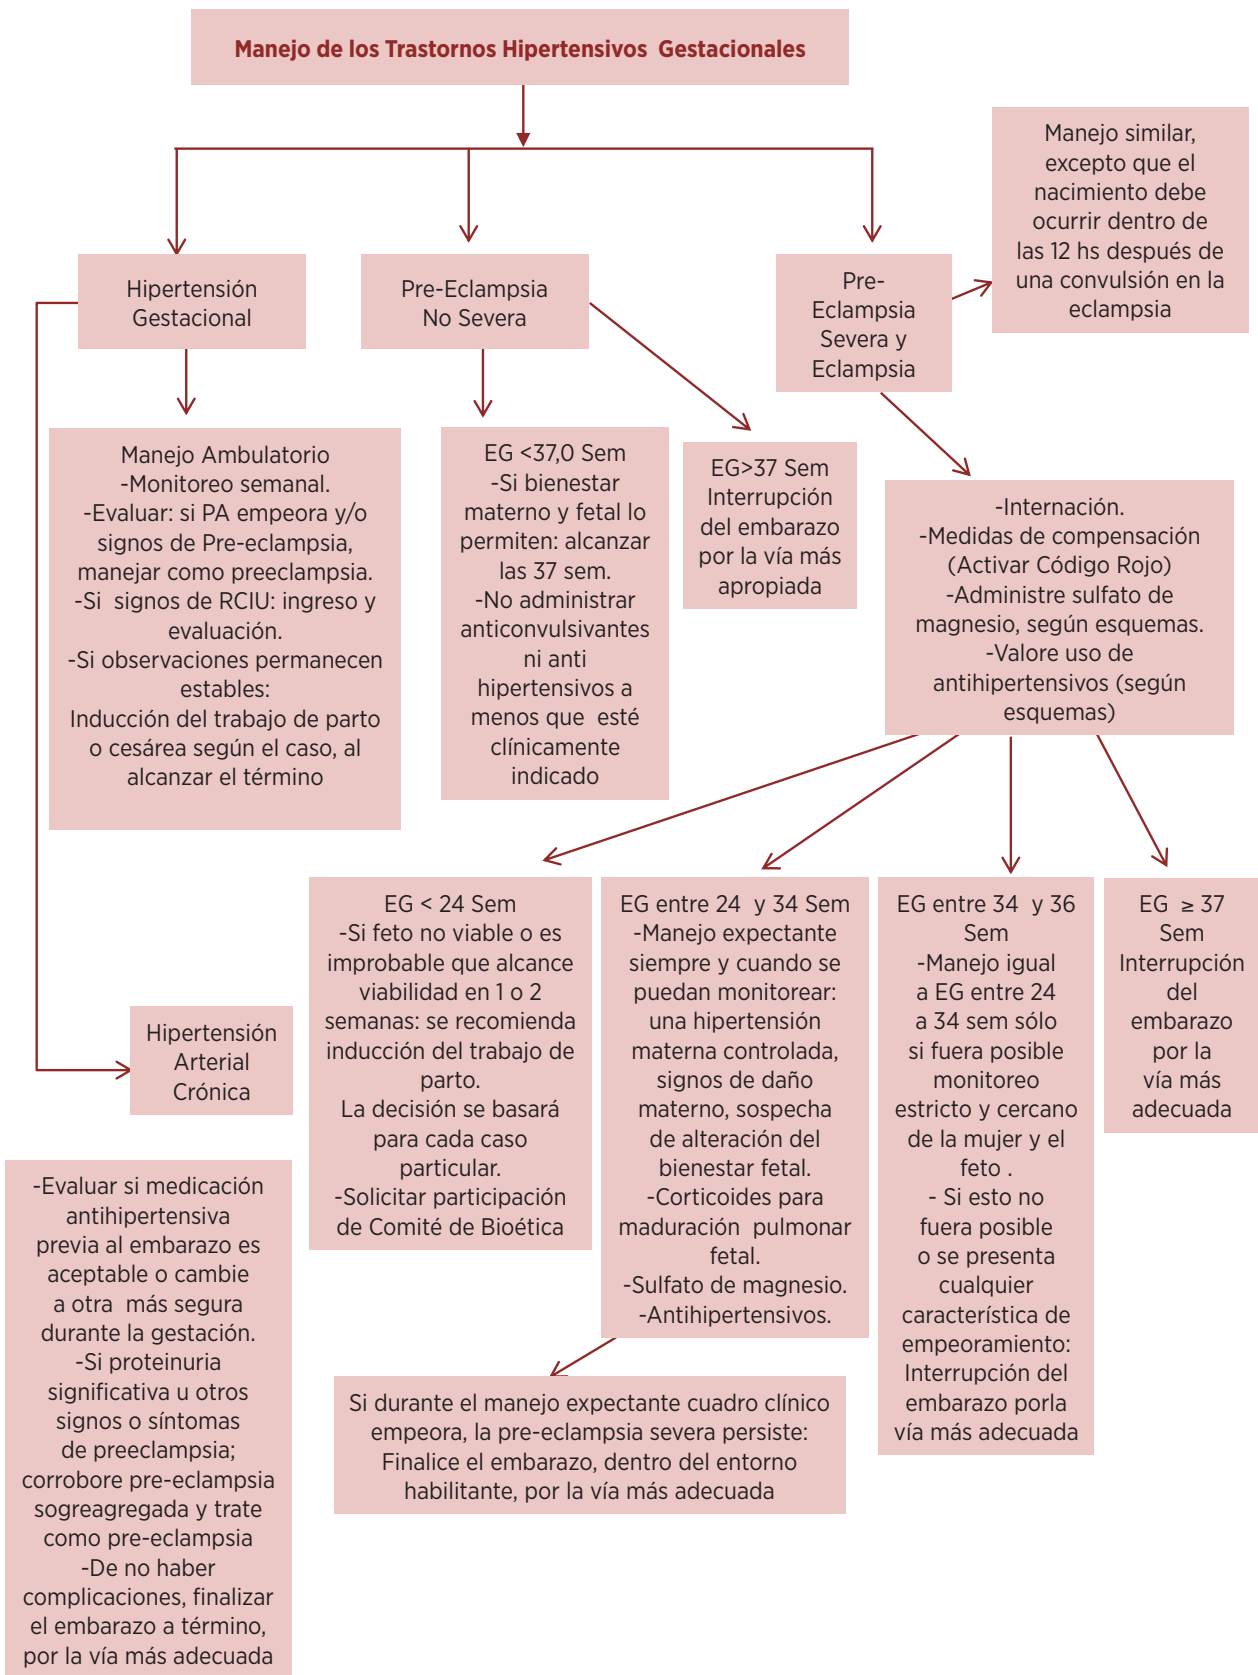 Manejo de los Trastornos Hipertensivos  Gestacionales
Manejo similar,
excepto que el
nacimiento debe
ocurrir dentro de
las 12 hs después de
una convulsión en la
eclampsia
Hipertensión
Gestacional
Pre-Eclampsia
No Severa
Pre-
Eclampsia
Severa y
Eclampsia
Manejo Ambulatorio
-Monitoreo semanal.
-Evaluar: si PA empeora y/o
signos de Pre-eclampsia,
manejar como preeclampsia.
-Si  signos de RCIU: ingreso y
evaluación.
-Si observaciones permanecen
estables:
Inducción del trabajo de parto
o cesárea según el caso, al
alcanzar el término
EG <37,0 Sem
-Si bienestar
materno y fetal lo
permiten: alcanzar
las 37 sem.
-No administrar
anticonvulsivantes
ni anti
hipertensivos a
menos que  esté
clínicamente
indicado
EG>37 Sem
Interrupción
del embarazo
por la vía más
apropiada
-Internación.
-Medidas de compensación
(Activar Código Rojo)
-Administre sulfato de
magnesio, según esquemas.
-Valore uso de
antihipertensivos (según
esquemas)
EG < 24 Sem
-Si feto no viable o es
improbable que alcance
viabilidad en 1 o 2
semanas: se recomienda
inducción del trabajo de
parto.
La decisión se basará
para cada caso
particular.
-Solicitar participación
de Comité de Bioética
EG entre 24  y 34 Sem
-Manejo expectante
siempre y cuando se
puedan monitorear:
una hipertensión
materna controlada,
signos de daño
materno, sospecha
de alteración del
bienestar fetal.
-Corticoides para
maduración  pulmonar
fetal.
-Sulfato de magnesio.
-Antihipertensivos.
EG entre 34  y 36
Sem
-Manejo igual
a EG entre 24
a 34 sem sólo
si fuera posible
monitoreo
estricto y cercano
de la mujer y el
feto .
- Si esto no
fuera posible
o se presenta
cualquier
característica de
empeoramiento:
Interrupción del
embarazo porla
vía más adecuada
EG  ≥ 37
Sem
Interrupción
del
embarazo
por la
vía más
adecuada
Hipertensión
Arterial
Crónica
-Evaluar si medicación
antihipertensiva
previa al embarazo es
aceptable o cambie
a otra  más segura
durante la gestación.
-Si proteinuria
significativa u otros
signos o síntomas
de preeclampsia;
corrobore pre-eclampsia
sogreagregada y trate
como pre-eclampsia
-De no haber
complicaciones, finalizar
el embarazo a término,
por la vía más adecuada
Si durante el manejo expectante cuadro clínico
empeora, la pre-eclampsia severa persiste:
Finalice el embarazo, dentro del entorno
habilitante, por la vía más adecuada